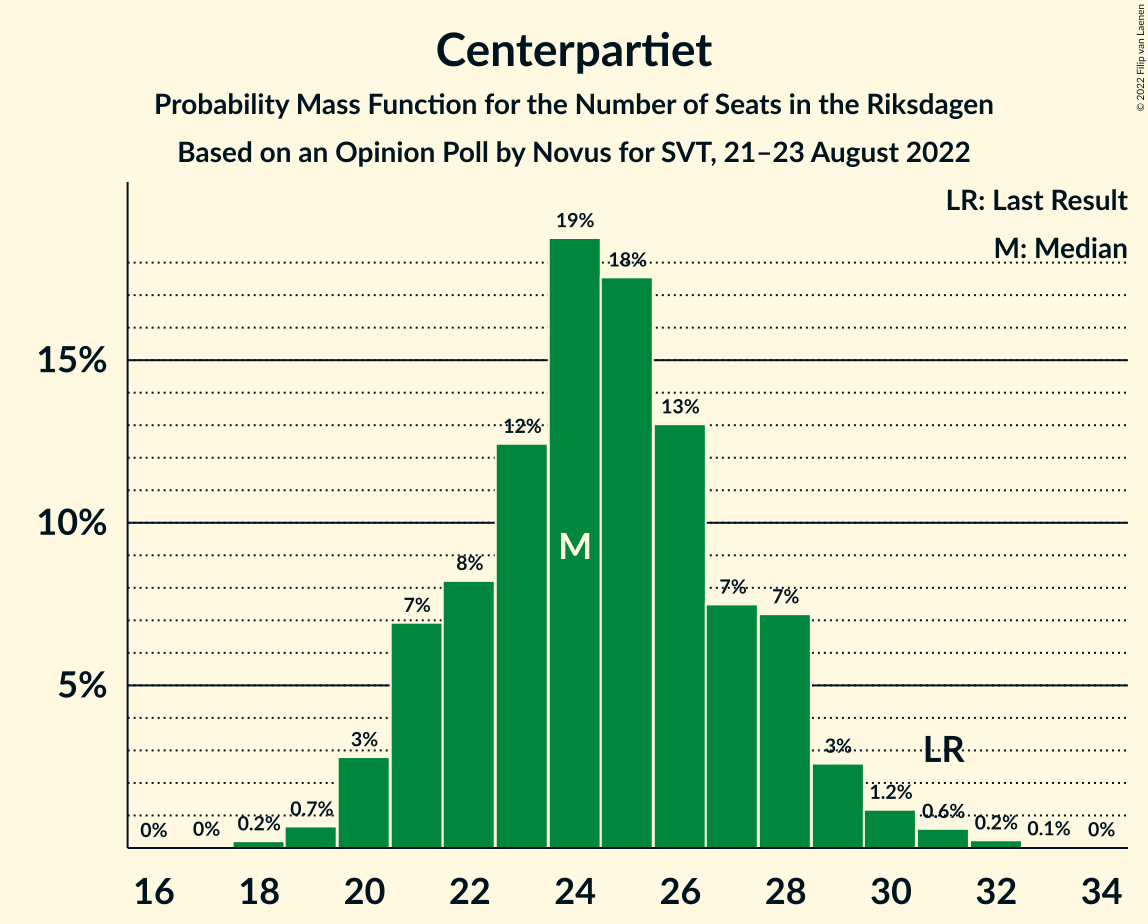 Centerpartiet
Probability Mass Function for the Number of Seats in the Riksdagen
Based on an Opinion Poll by Novus for SVT, 21–23 August 2022
© 2022 Filip van Laenen
LR: Last Result
M: Median
15%
10%
5%
0%
0%
0.2%
0.7%
3%
7%
8%
12%
19%
18%
13%
7%
7%
3%
1.2%
0.6%
0.2%
0.1%
0%
M
LR
16 18 20 22 24 26 28 30 32 34